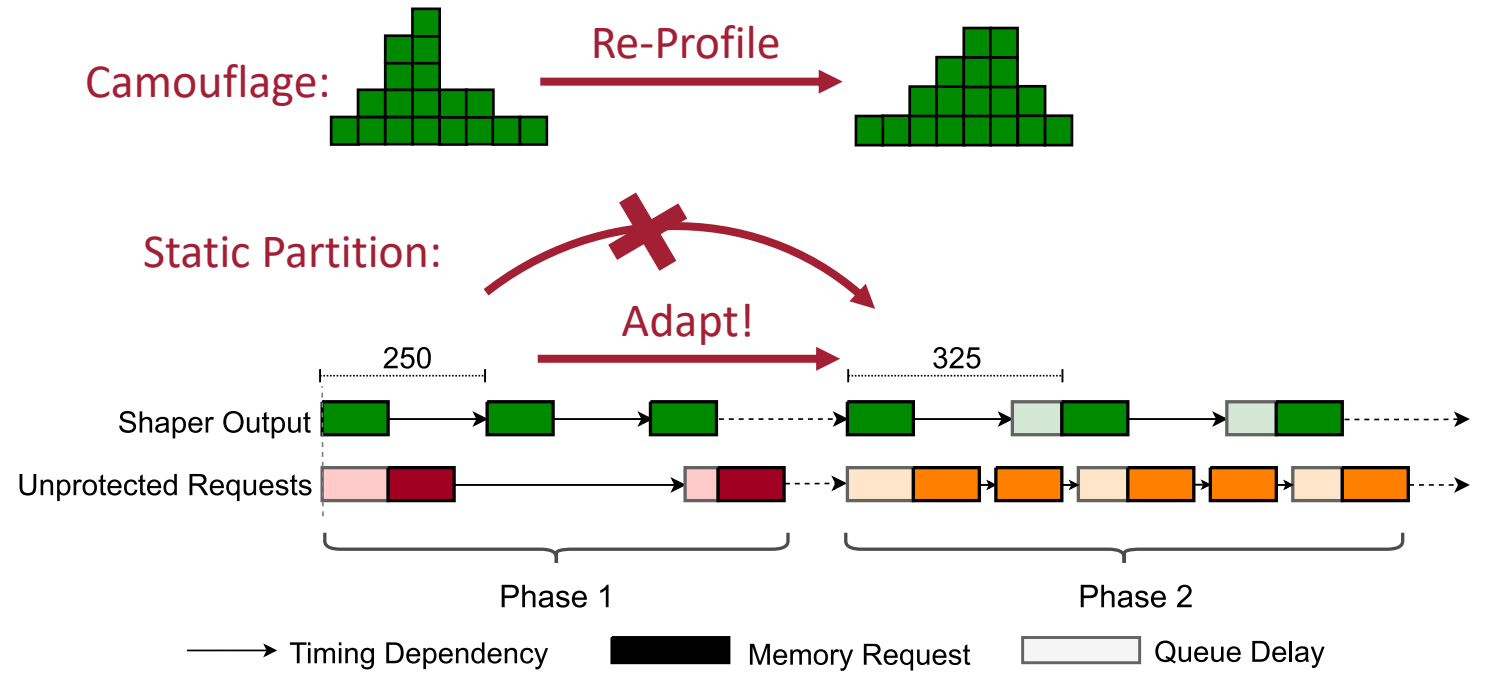 Camouflage:
Re-Profile
Static Partition:
Adapt!
250
325
Shaper Output
Unprotected Requests
Phase 1
Phase 2
Timing Dependency
Memory Request
Queue Delay